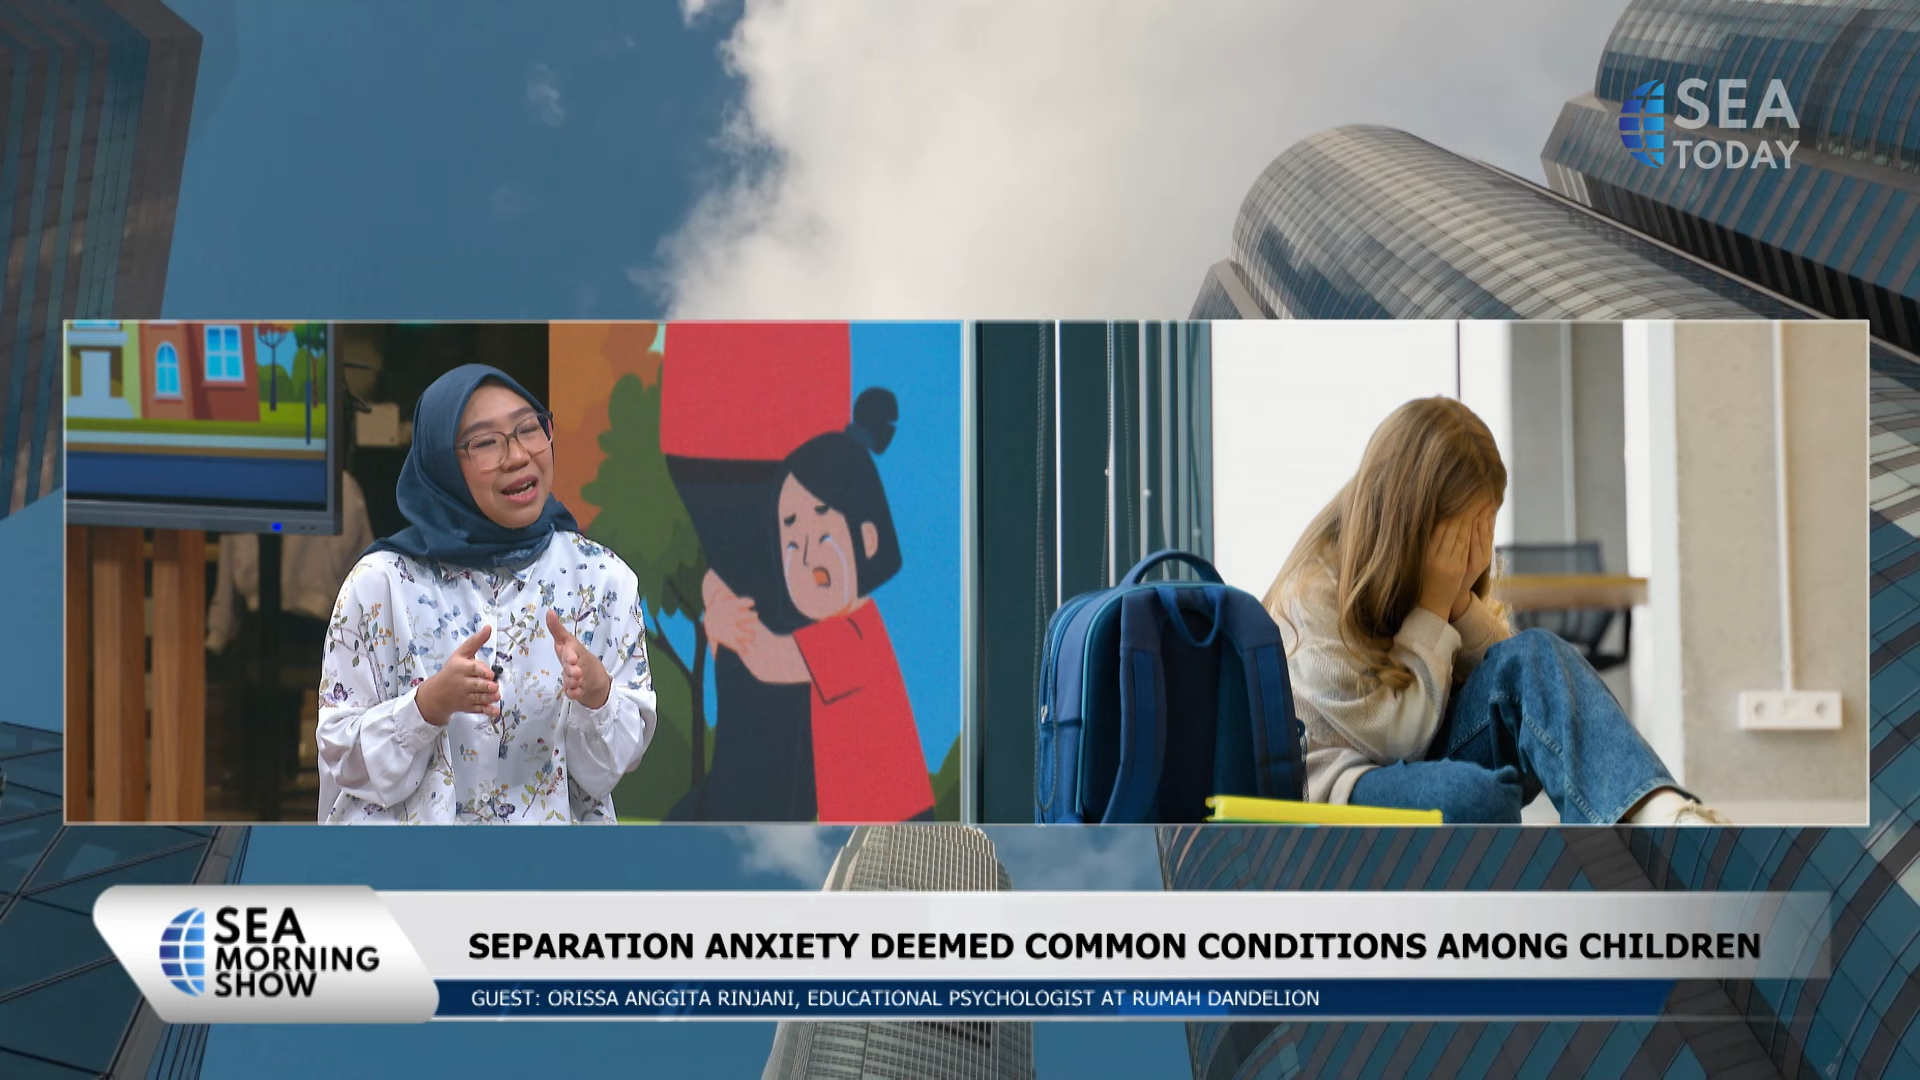 SEA
TODAY
SEA
MORNING
SHOW
SEPARATION ANXIETY DEEMED COMMON CONDITIONS AMONG CHILDREN
GUEST: ORISSA ANGGITA RINJANI, EDUCATIONAL PSYCHOLOGIST AT RUMAH DANDELION